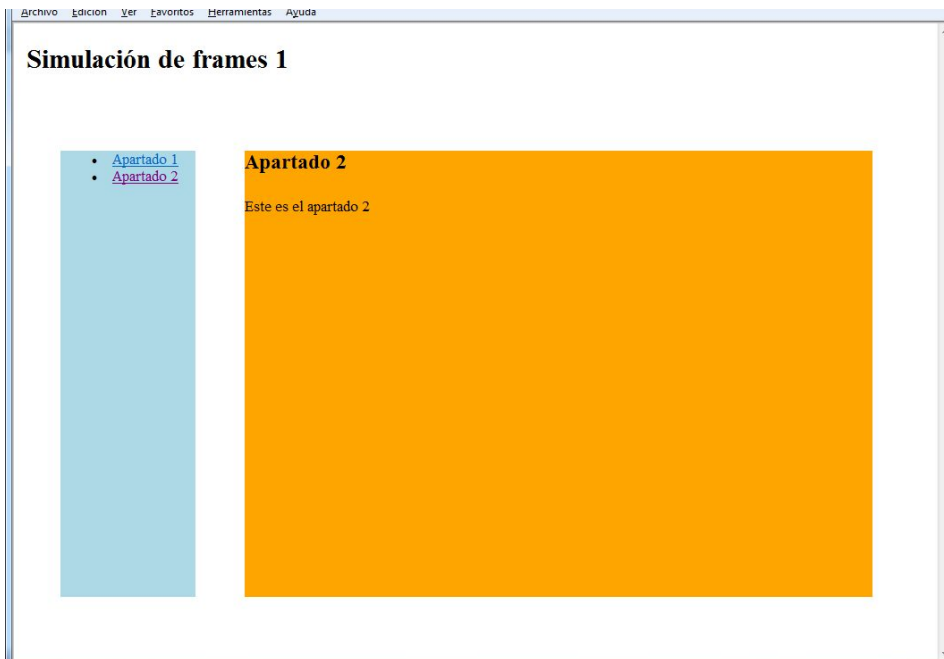 Archivo Edición Ver Favoritos Herramientas Ayuda
Simulación de frames 1
Apartado 1
Apartado 2
Apartado 2
Este es el apartado 2